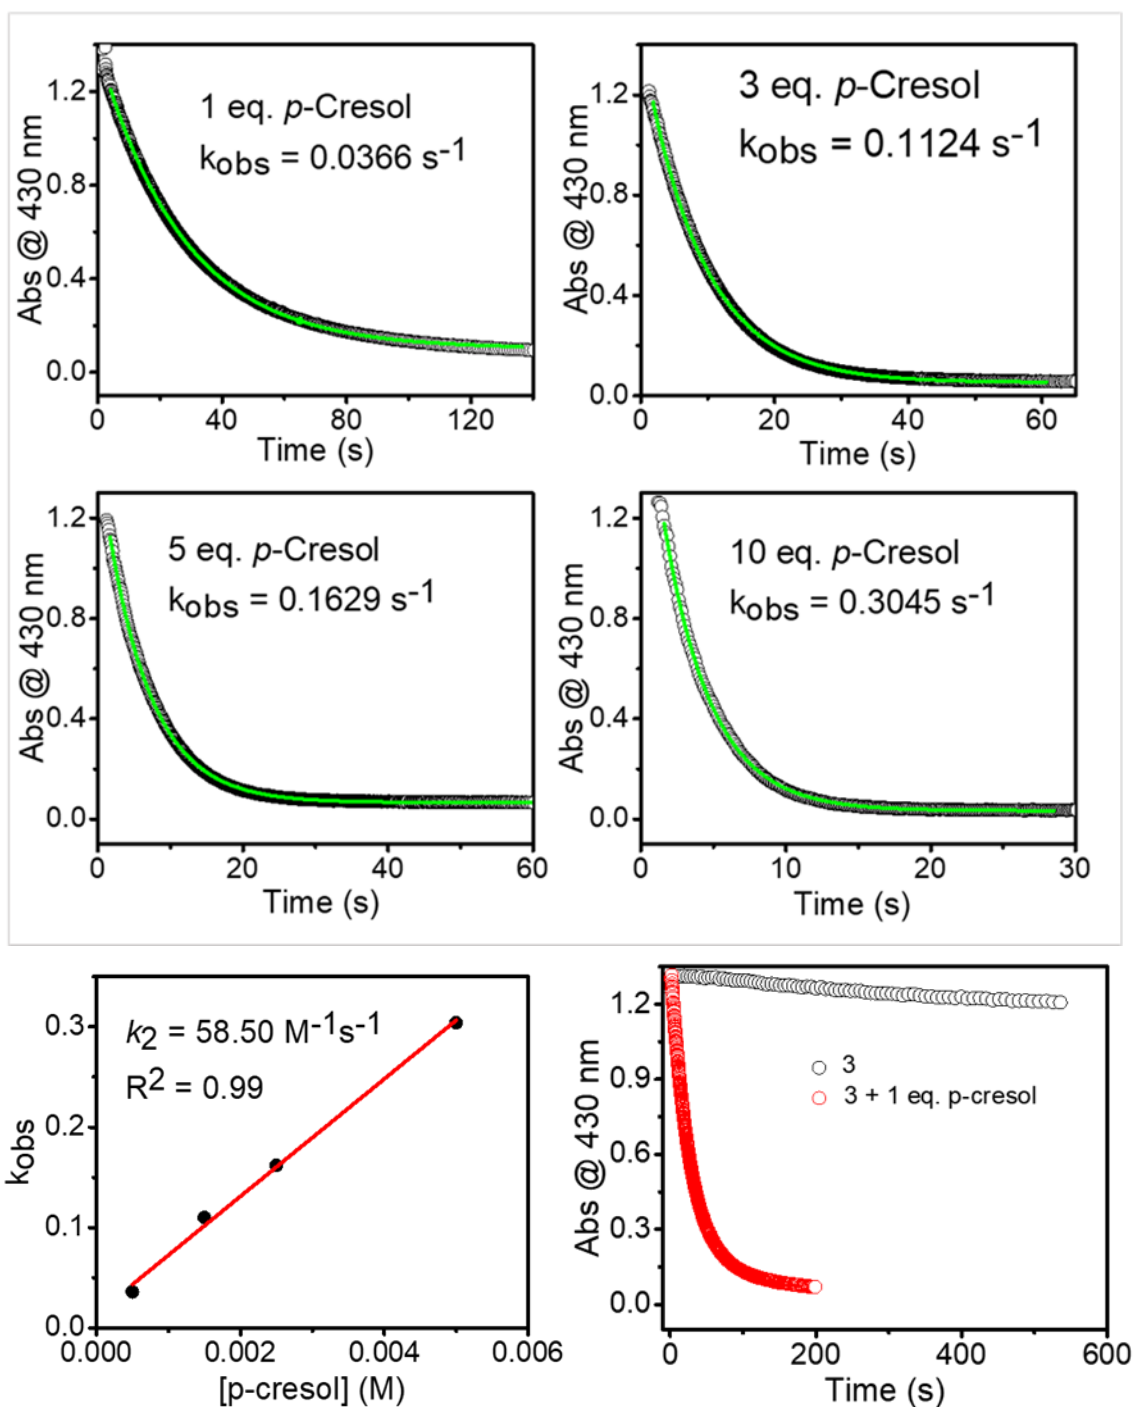 1 eq. p-Cresol
kobs = 0.0366 s-1
Abs @ 430 nm
1.2
0.8
0.4
0.0
0 40 80 120
Time (s)
3 eq. p-Cresol
kobs = 0.1124 s-1
Abs @ 430 nm
1.2
0.8
0.4
0.0
0 20 40 60
Time (s)
5 eq. p-Cresol
kobs = 0.1629 s-1
Abs @ 430 nm
1.2
0.8
0.4
0.0
0 20 40 60
Time (s)
10 eq. p-Cresol
kobs = 0.3045 s-1
Abs @ 430 nm
1.2
0.8
0.4
0.0
0 10 20 30
Time (s)
k2 = 58.50 M-1s-1
R2 = 0.99
kobs
0.3
0.2
0.1
0.0
0.000 0.002 0.004 0.006
[p-cresol] (M)
Abs @ 430 nm
1.2
0.9
0.6
0.3
0.0
3
3 + 1 eq. p-cresol
0 200 400 600
Time (s)